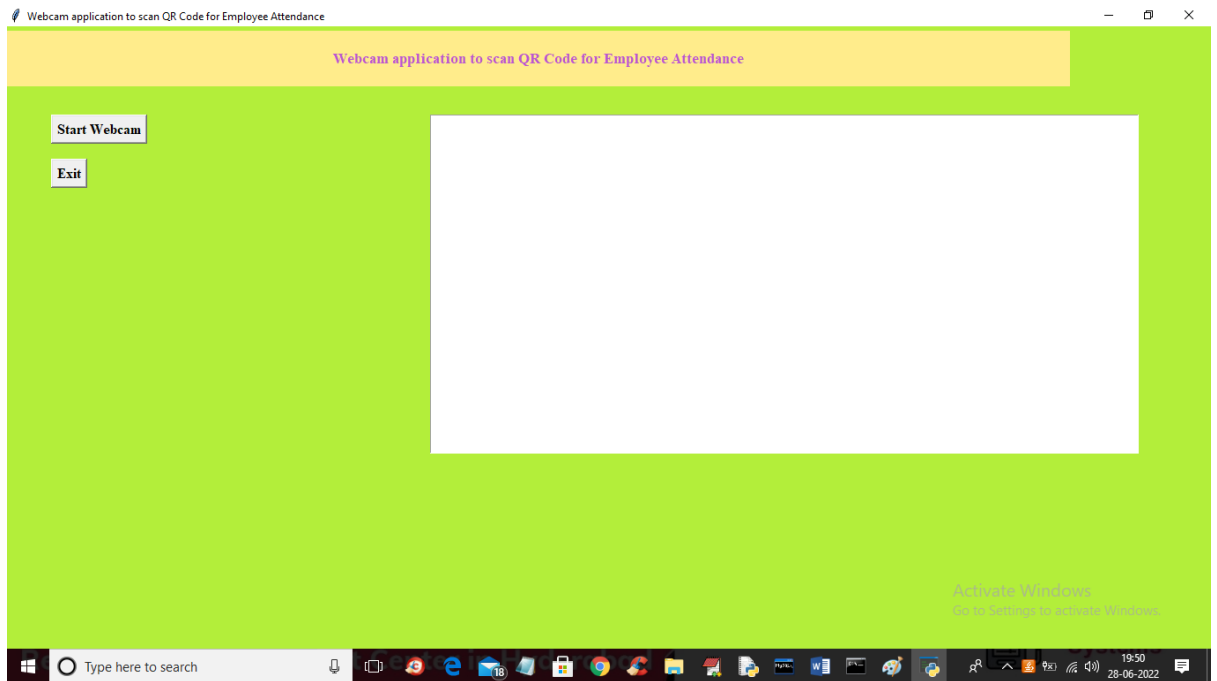 Webcam application to scan QR Code for Employee Attendance
Webcam application to scan QR Code for Employee Attendance
Start Webcam
Exit
Activate Windows
Go to Settings to activate Windows.
Type here to search
18
19:50
28-06-2022